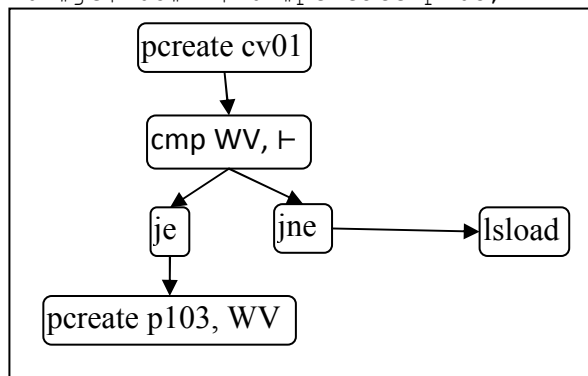 pcreate cv01
cmp WV, ⊢
je
jne
lsload
pcreate p103, WV